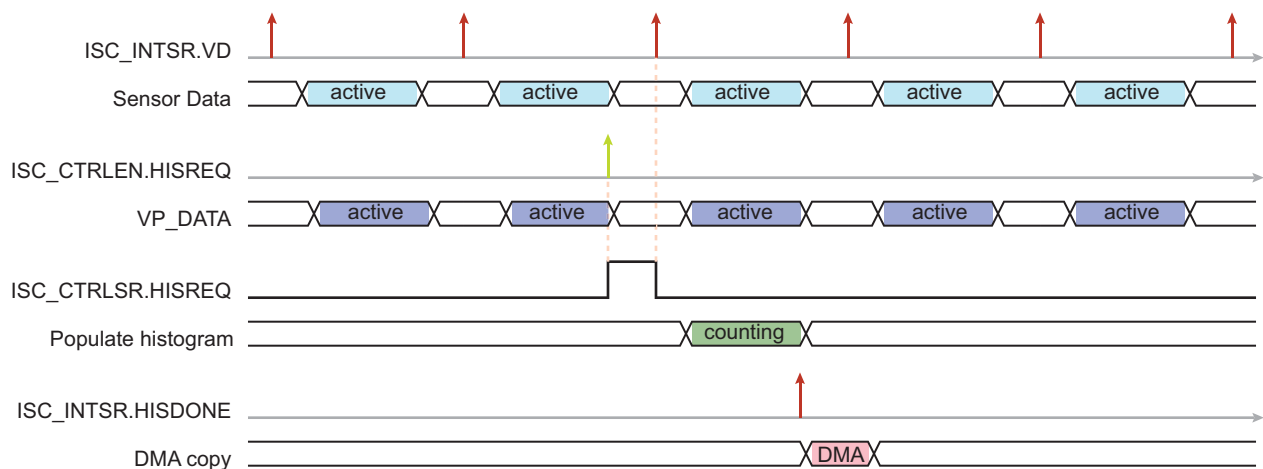 ISC_INTSR.VD
Sensor Data active active active active active
ISC_CTRLEN.HISREQ
VP_DATA active active active active active
ISC_CTRLSR.HISREQ
Populate histogram counting
ISC_INTSR.HISDONE
DMA copy DMA